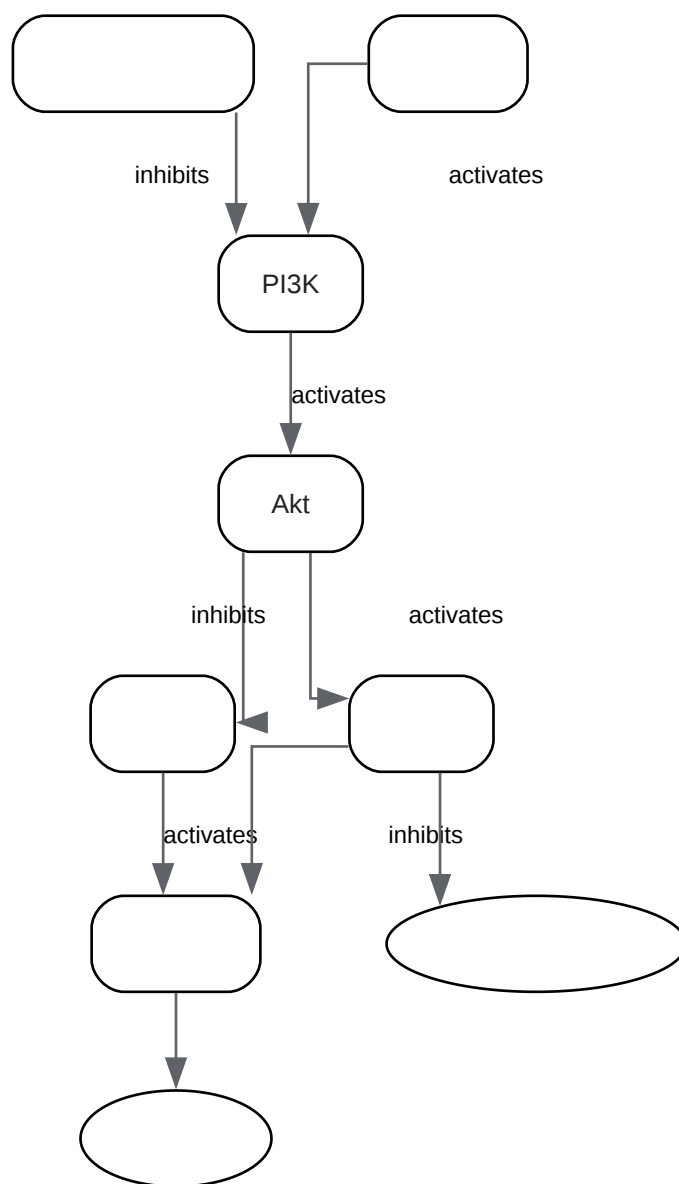 inhibits
activates
PI3K
activates
Akt
inhibits
activates
activates
inhibits